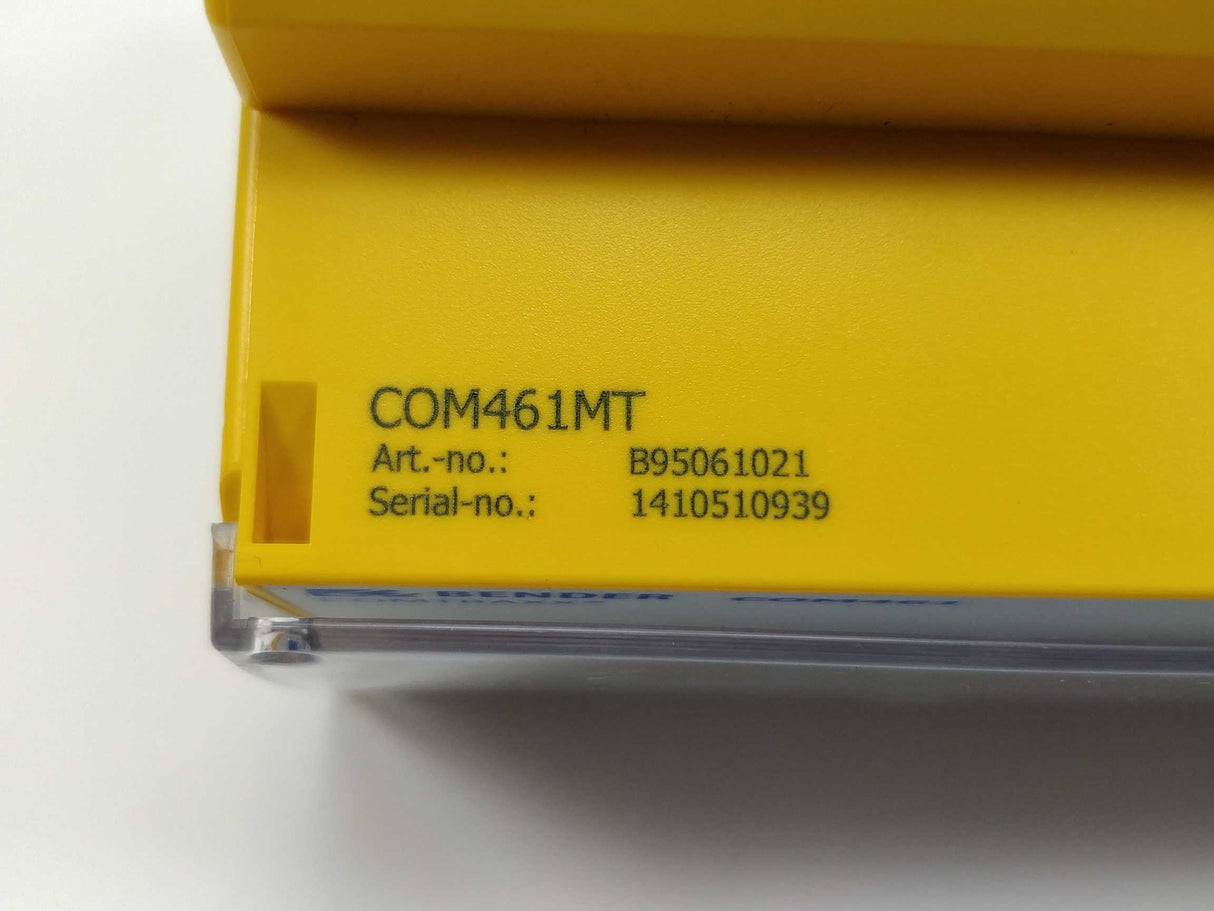 COM461MT
Art.-no.: B95061021
Serial-no.: 1410510939
BENDER COM461